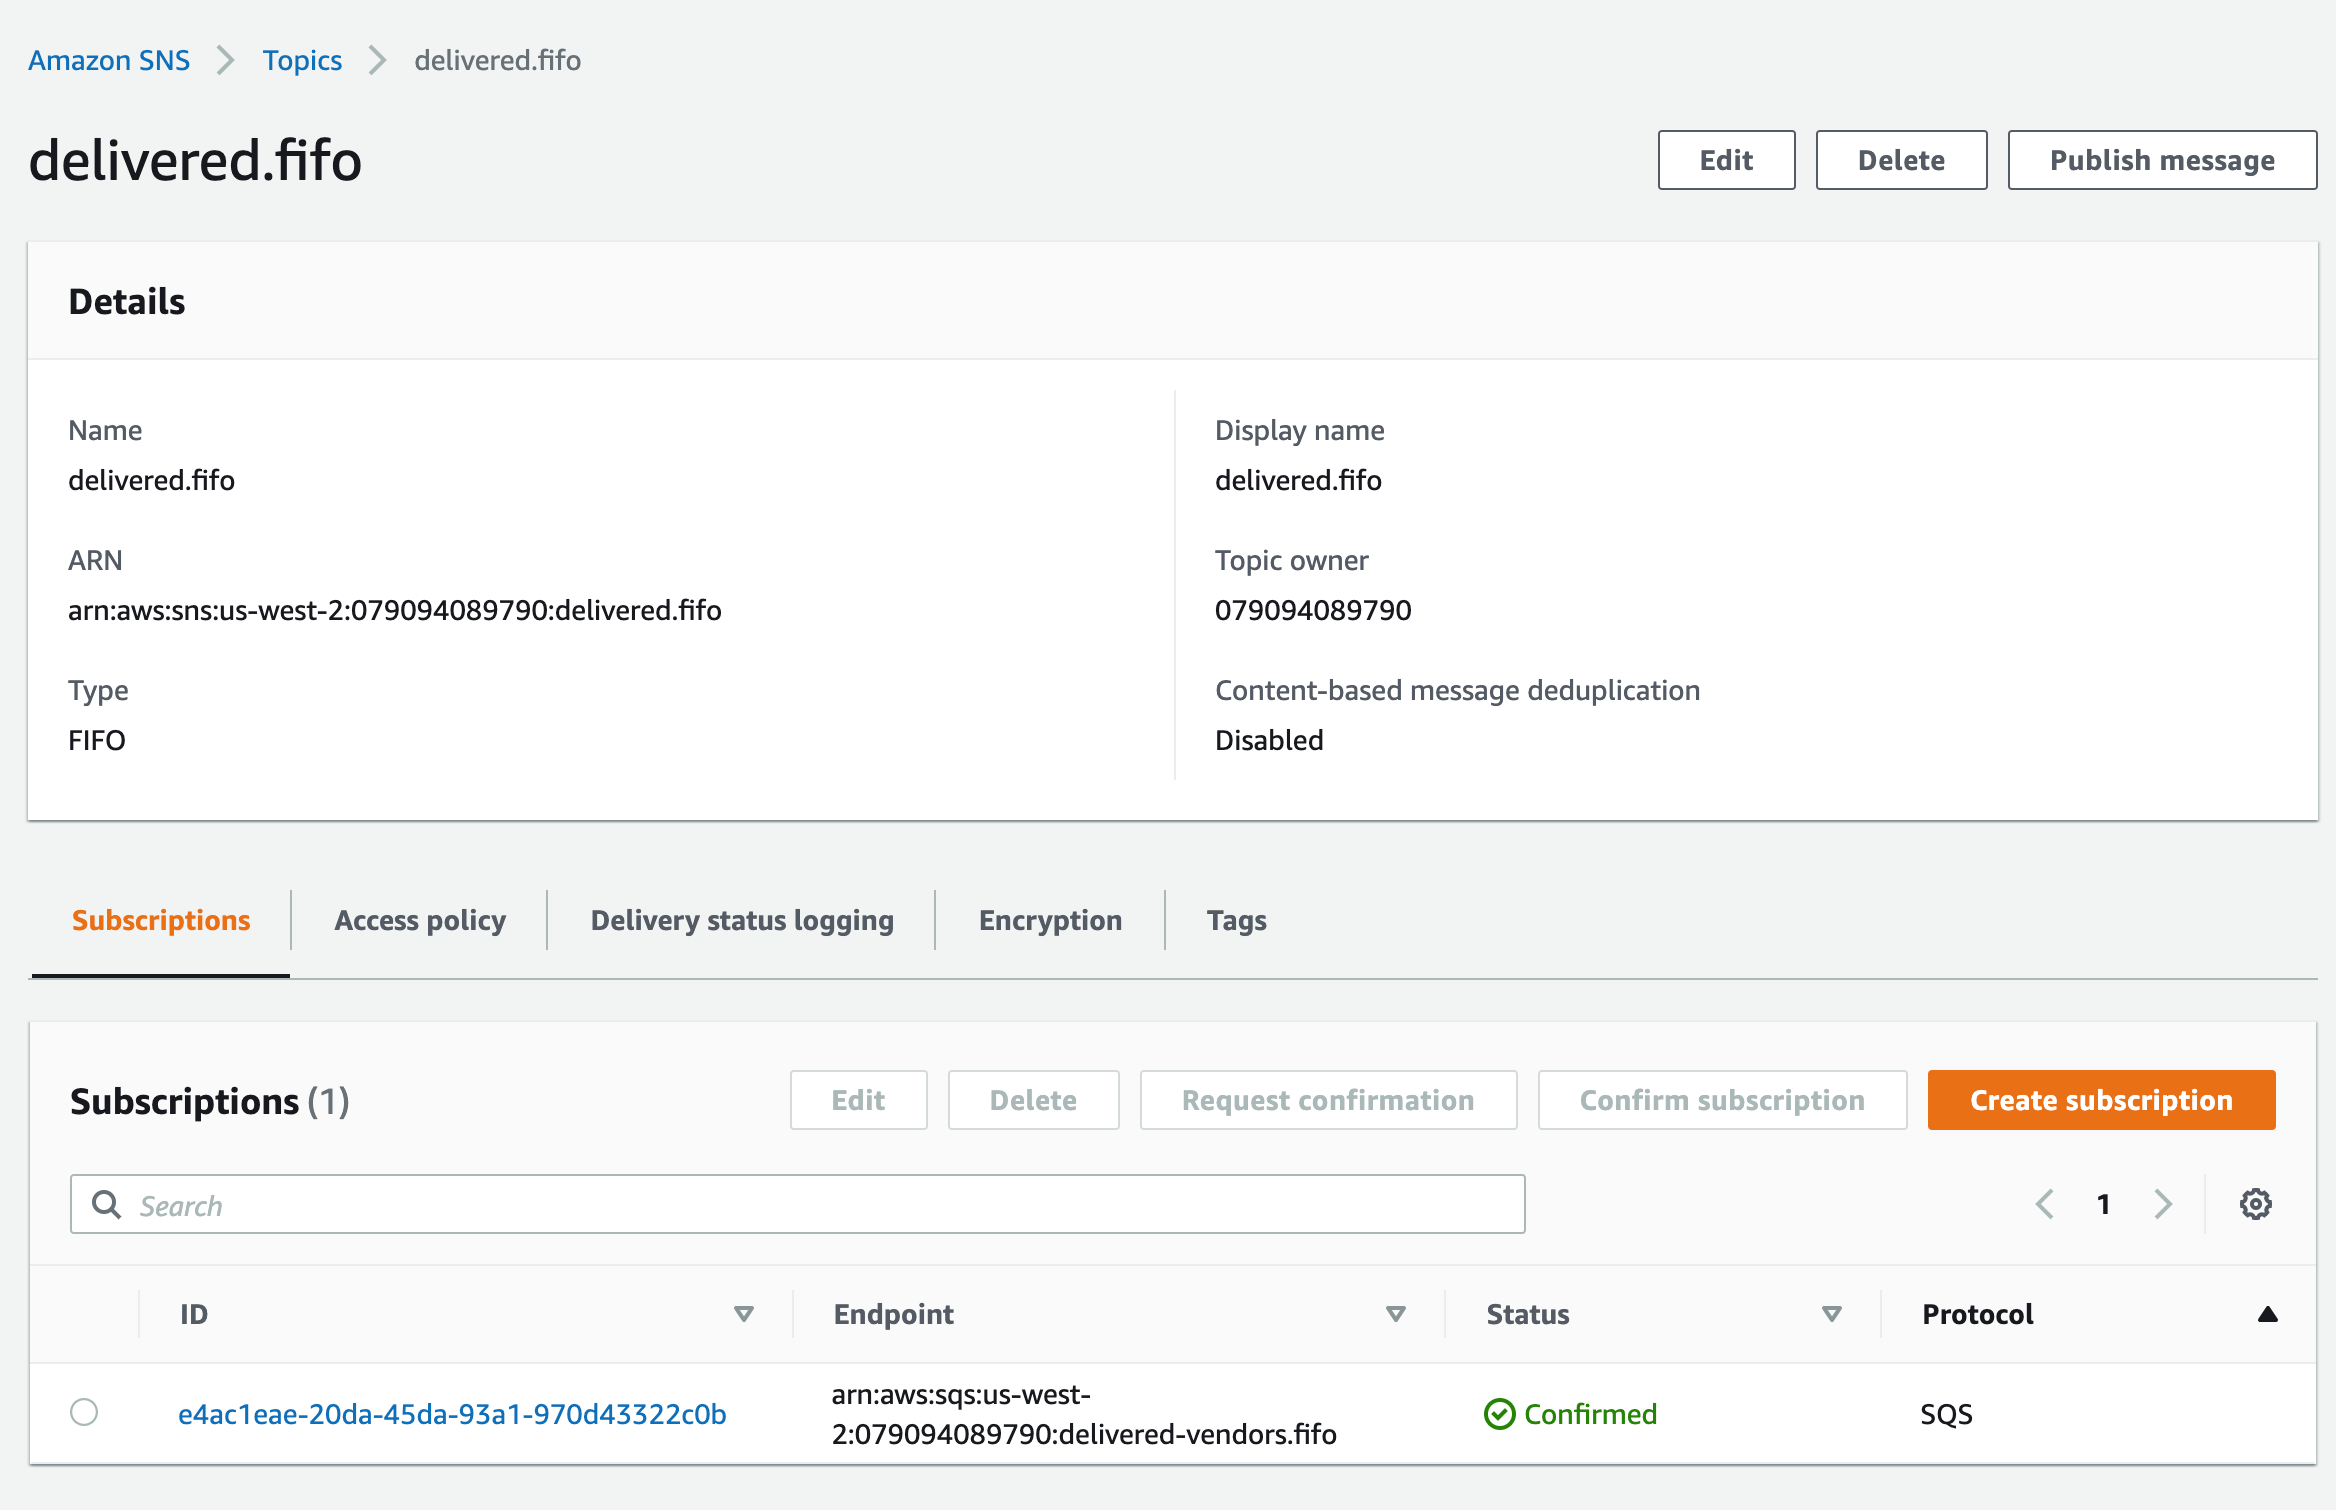 Amazon SNS > Topics > delivered.fifo
delivered.fifo
Edit
Delete
Publish message
Details
Name
delivered.fifo
Display name
delivered.fifo
ARN
arn:aws:sns:us-west-2:079094089790:delivered.fifo
Topic owner
079094089790
Type
FIFO
Content-based message deduplication
Disabled
Subscriptions
Access policy
Delivery status logging
Encryption
Tags
Subscriptions (1)
Edit
Delete
Request confirmation
Confirm subscription
Create subscription
Search
1
ID
Endpoint
Status
Protocol
e4ac1eae-20da-45da-93a1-970d43322c0b
arn:aws:sqs:us-west-
2:079094089790:delivered-vendors.fifo
Confirmed
SQS